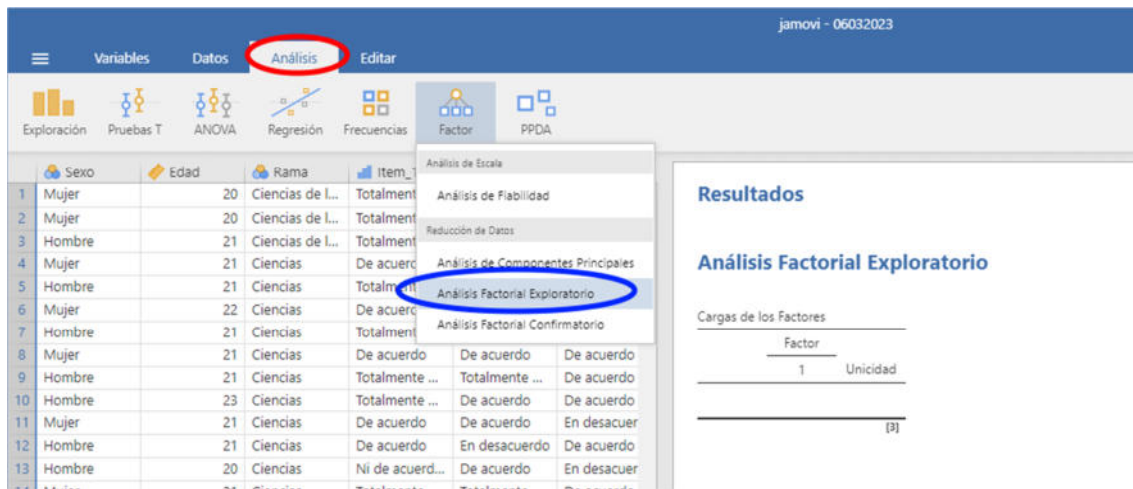 jamovi - 06032023
Variables Datos Análisis Editar
Exploración Pruebas T ANOVA Regresión Frecuencias Factor PPDA
Análisis de Escala
Análisis de Fiabilidad
Reducción de Datos
Análisis de Componentes Principales
Análisis Factorial Exploratorio
Análisis Factorial Confirmatorio
Sexo Edad Rama Item_1
1 Mujer 20 Ciencias de l... Totalment
2 Mujer 20 Ciencias de l... Totalment
3 Hombre 21 Ciencias de l... Totalment
4 Mujer 21 Ciencias De acuerd
5 Hombre 21 Ciencias Totalment
6 Mujer 22 Ciencias De acuerd
7 Hombre 21 Ciencias Totalment
8 Mujer 21 Ciencias De acuerdo De acuerdo De acuerdo
9 Hombre 21 Ciencias Totalmente ... Totalmente ... De acuerdo
10 Hombre 23 Ciencias Totalmente ... De acuerdo De acuerdo
11 Mujer 21 Ciencias De acuerdo De acuerdo En desacuer
12 Hombre 21 Ciencias De acuerdo En desacuerdo De acuerdo
13 Hombre 20 Ciencias Ni de acuerd... De acuerdo En desacuer
Resultados
Análisis Factorial Exploratorio
Cargas de los Factores
Factor
1 Unicidad
[3]